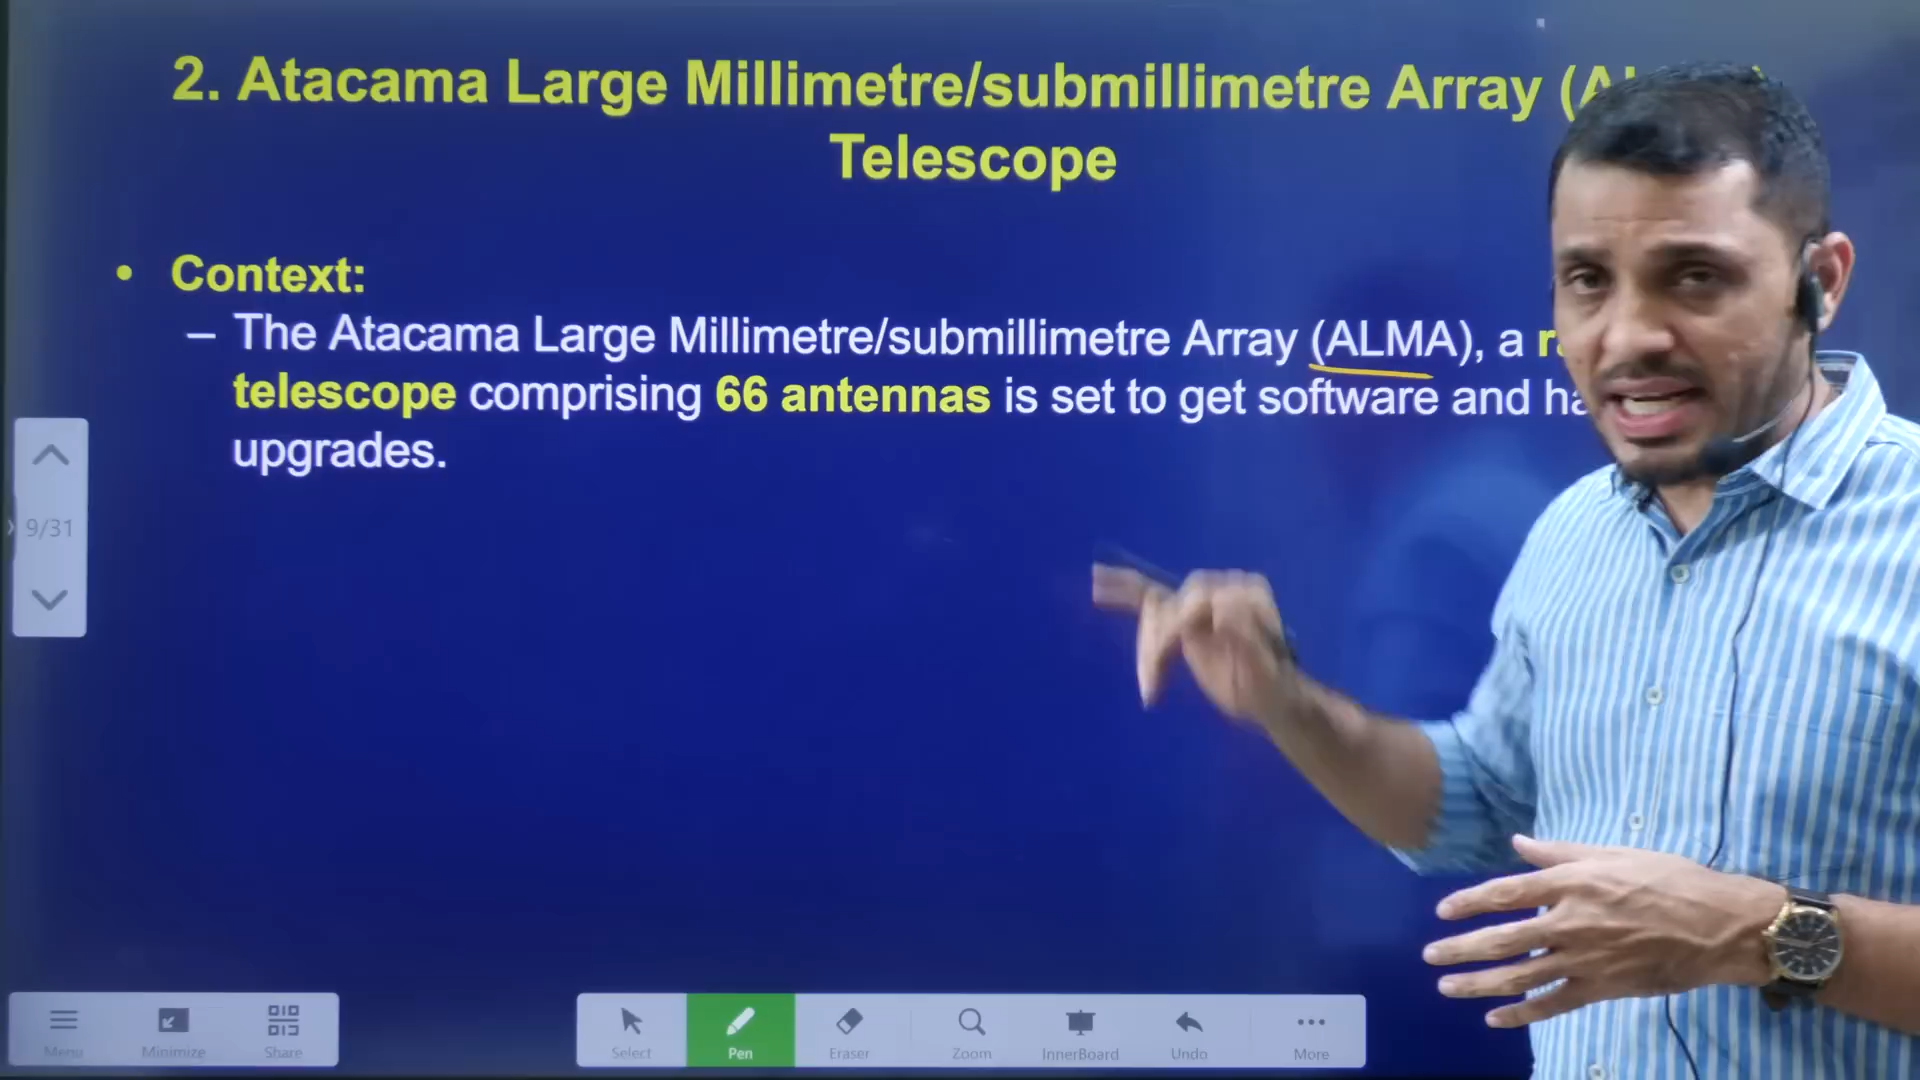 2. Atacama Large Millimetre/submillimetre Array
Telescope
• Context:
– The Atacama Large Millimetre/submillimetre Array (ALMA), a
telescope comprising 66 antennas is set to get software and
upgrades.
9/31
Menu Minimize Share Select Pen Eraser Zoom InnerBoard Undo More